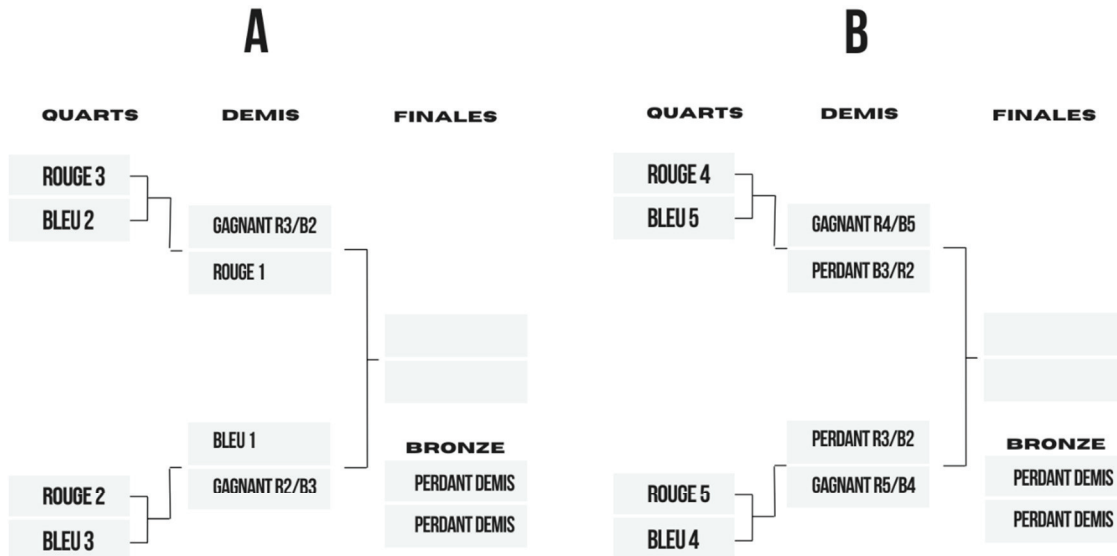 A
QUARTS
DEMIS
FINALES
ROUGE 3
BLEU 2
GAGNANT R3/B2
ROUGE 1
BLEU 1
GAGNANT R2/B3
ROUGE 2
BLEU 3
BRONZE
PERDANT DEMIS
PERDANT DEMIS
B
QUARTS
DEMIS
FINALES
ROUGE 4
BLEU 5
GAGNANT R4/B5
PERDANT B3/R2
PERDANT R3/B2
GAGNANT R5/B4
ROUGE 5
BLEU 4
BRONZE
PERDANT DEMIS
PERDANT DEMIS